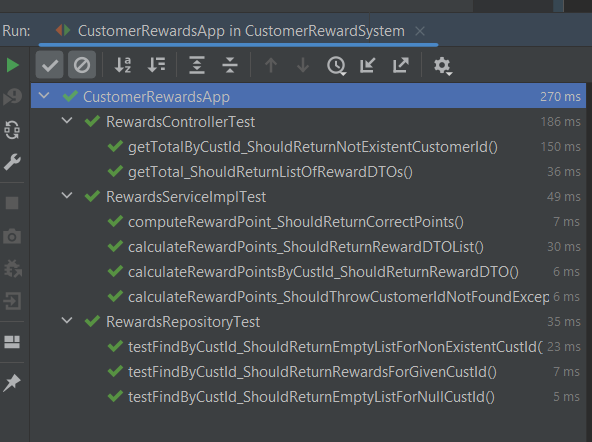 Run: CustomerRewardsApp in CustomerRewardSystem
CustomerRewardsApp 270 ms
RewardsControllerTest 186 ms
getTotalByCustId_ShouldReturnNotExistentCustomerId() 150 ms
getTotal_ShouldReturnListOfRewardDTOs() 36 ms
RewardsServiceImplTest 49 ms
computeRewardPoint_ShouldReturnCorrectPoints() 7 ms
calculateRewardPoints_ShouldReturnRewardDTOList() 30 ms
calculateRewardPointsByCustId_ShouldReturnRewardDTO() 6 ms
calculateRewardPoints_ShouldThrowCustomerIdNotFoundExcep 6 ms
RewardsRepositoryTest 35 ms
testFindByCustId_ShouldReturnEmptyListForNonExistentCustId( 23 ms
testFindByCustId_ShouldReturnRewardsForGivenCustId() 7 ms
testFindByCustId_ShouldReturnEmptyListForNullCustId() 5 ms